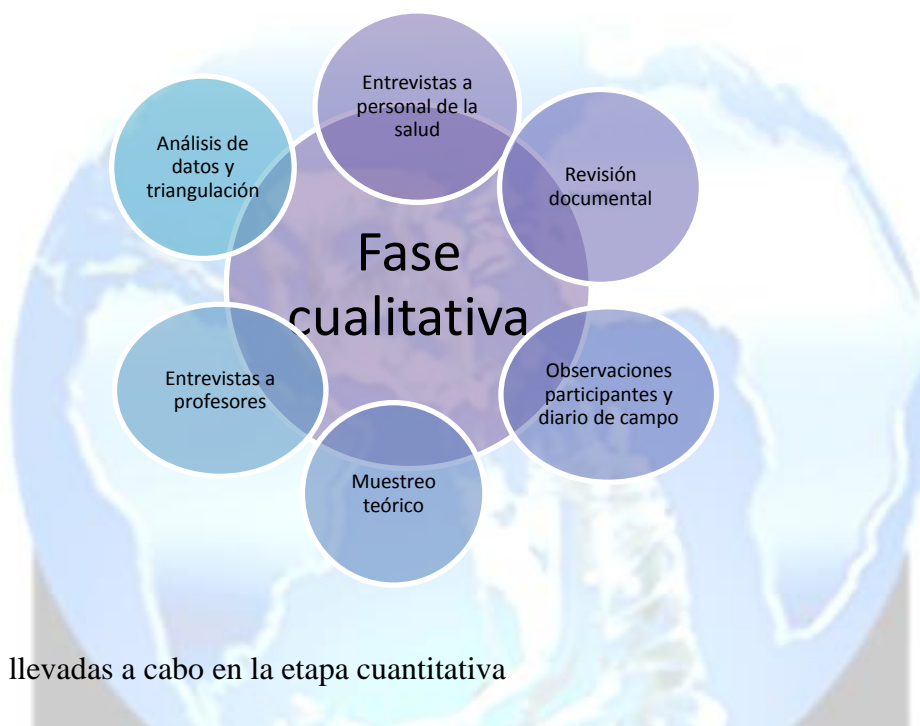 Entrevistas a
personal de la
salud
Revisión
documental
Observaciones
participantes y
diario de campo
Muestreo
teórico
Entrevistas a
profesores
Análisis de
datos y
triangulación
Fase
cualitativa
llevadas a cabo en la etapa cuantitativa